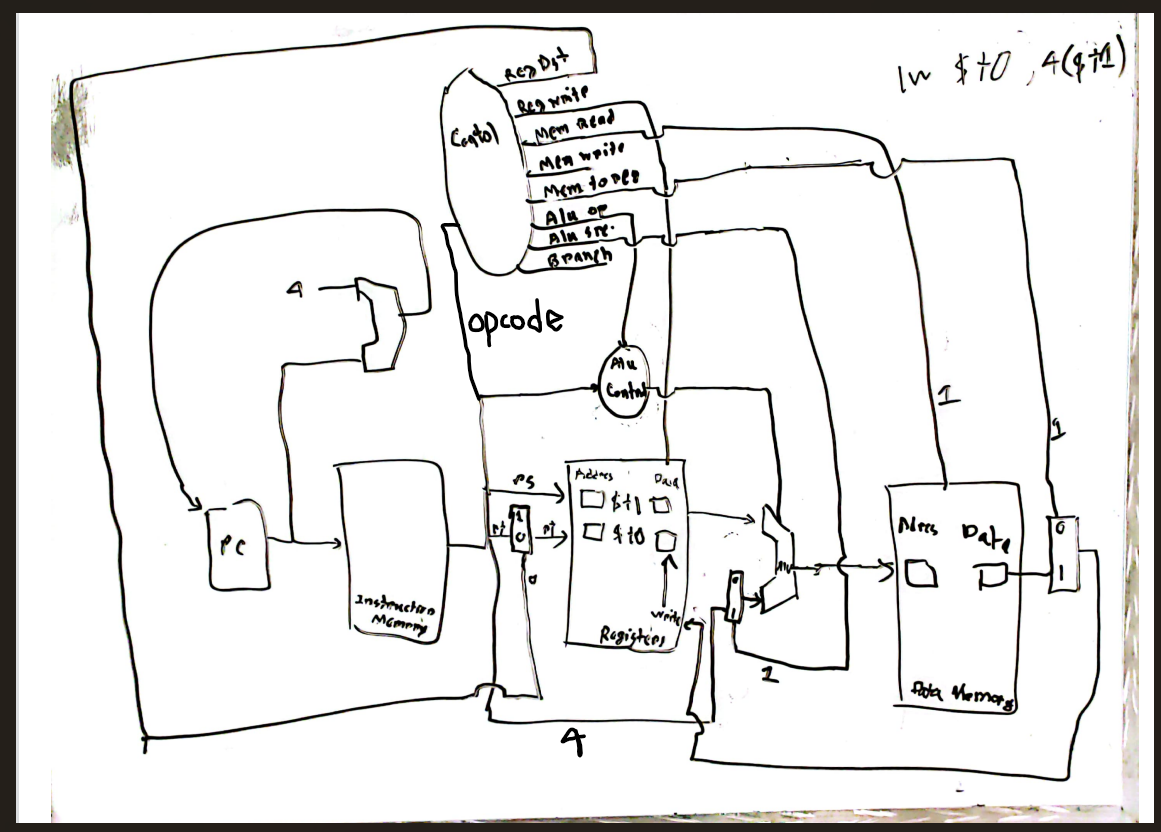 lw $t0 , 4($t1)
Reg Dst
Reg write
Mem Read
Mem write
Mem to reg
Alu op
Alu src.
Branch
Control
4
opcode
Alu
Control
1
1
rs
rt
1
0
rt
0
Address
Data
$t1
$t0
write
Registers
PC
Instruction
Memory
0
1
Alu
1
4
Address
Data
Data Memory
0
1